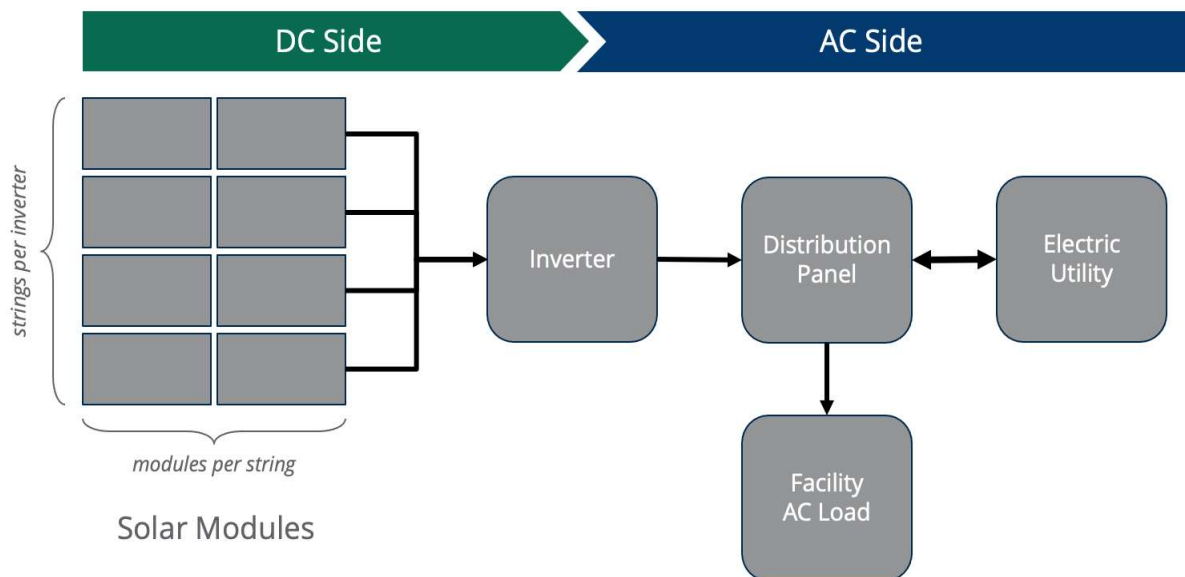 DC Side
AC Side
strings per inverter
Inverter
Distribution
Panel
Electric
Utility
modules per string
Facility
AC Load
Solar Modules